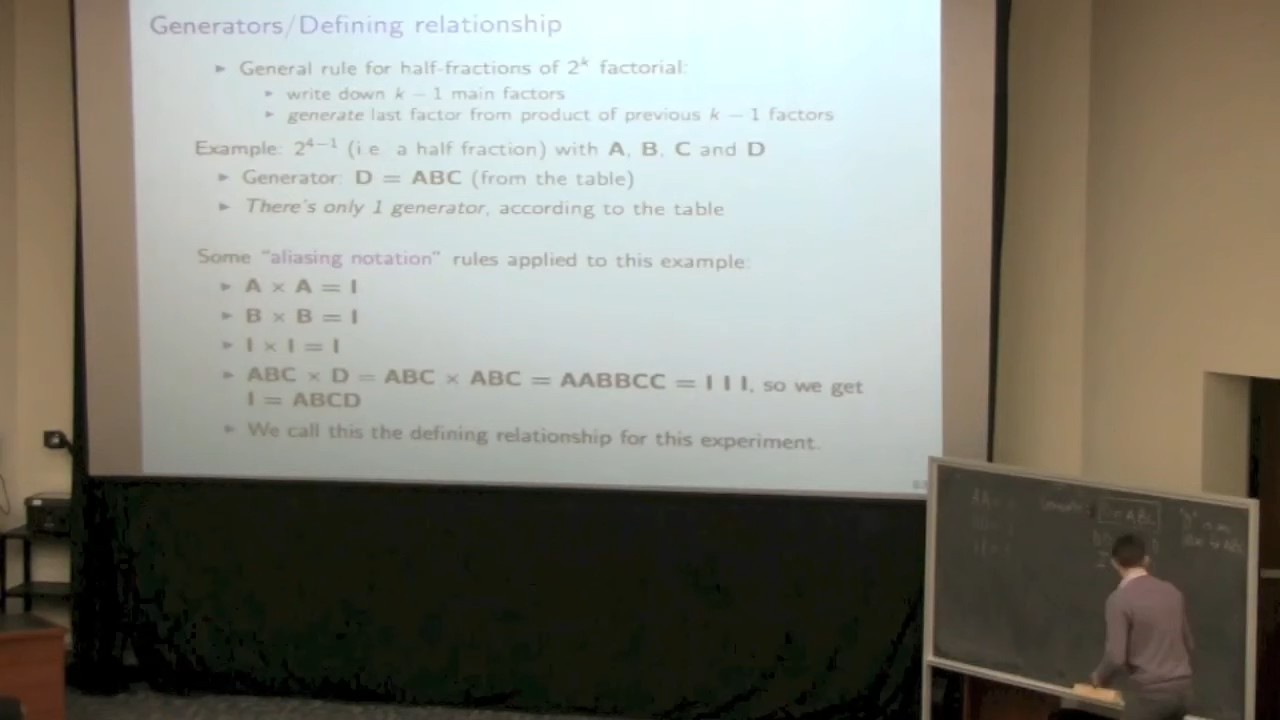 Generators/Defining relationship
► General rule for half-fractions of 2^k factorial:
► write down k − 1 main factors
► generate last factor from product of previous k − 1 factors
Example: 2^{4−1} (i e a half fraction) with A, B, C and D
► Generator: D = ABC (from the table)
► There's only 1 generator, according to the table
Some "aliasing notation" rules applied to this example:
► A × A = I
► B × B = I
► I × I = I
► ABC × D = ABC × ABC = AABBCC = I I I, so we get
I = ABCD
► We call this the defining relationship for this experiment.